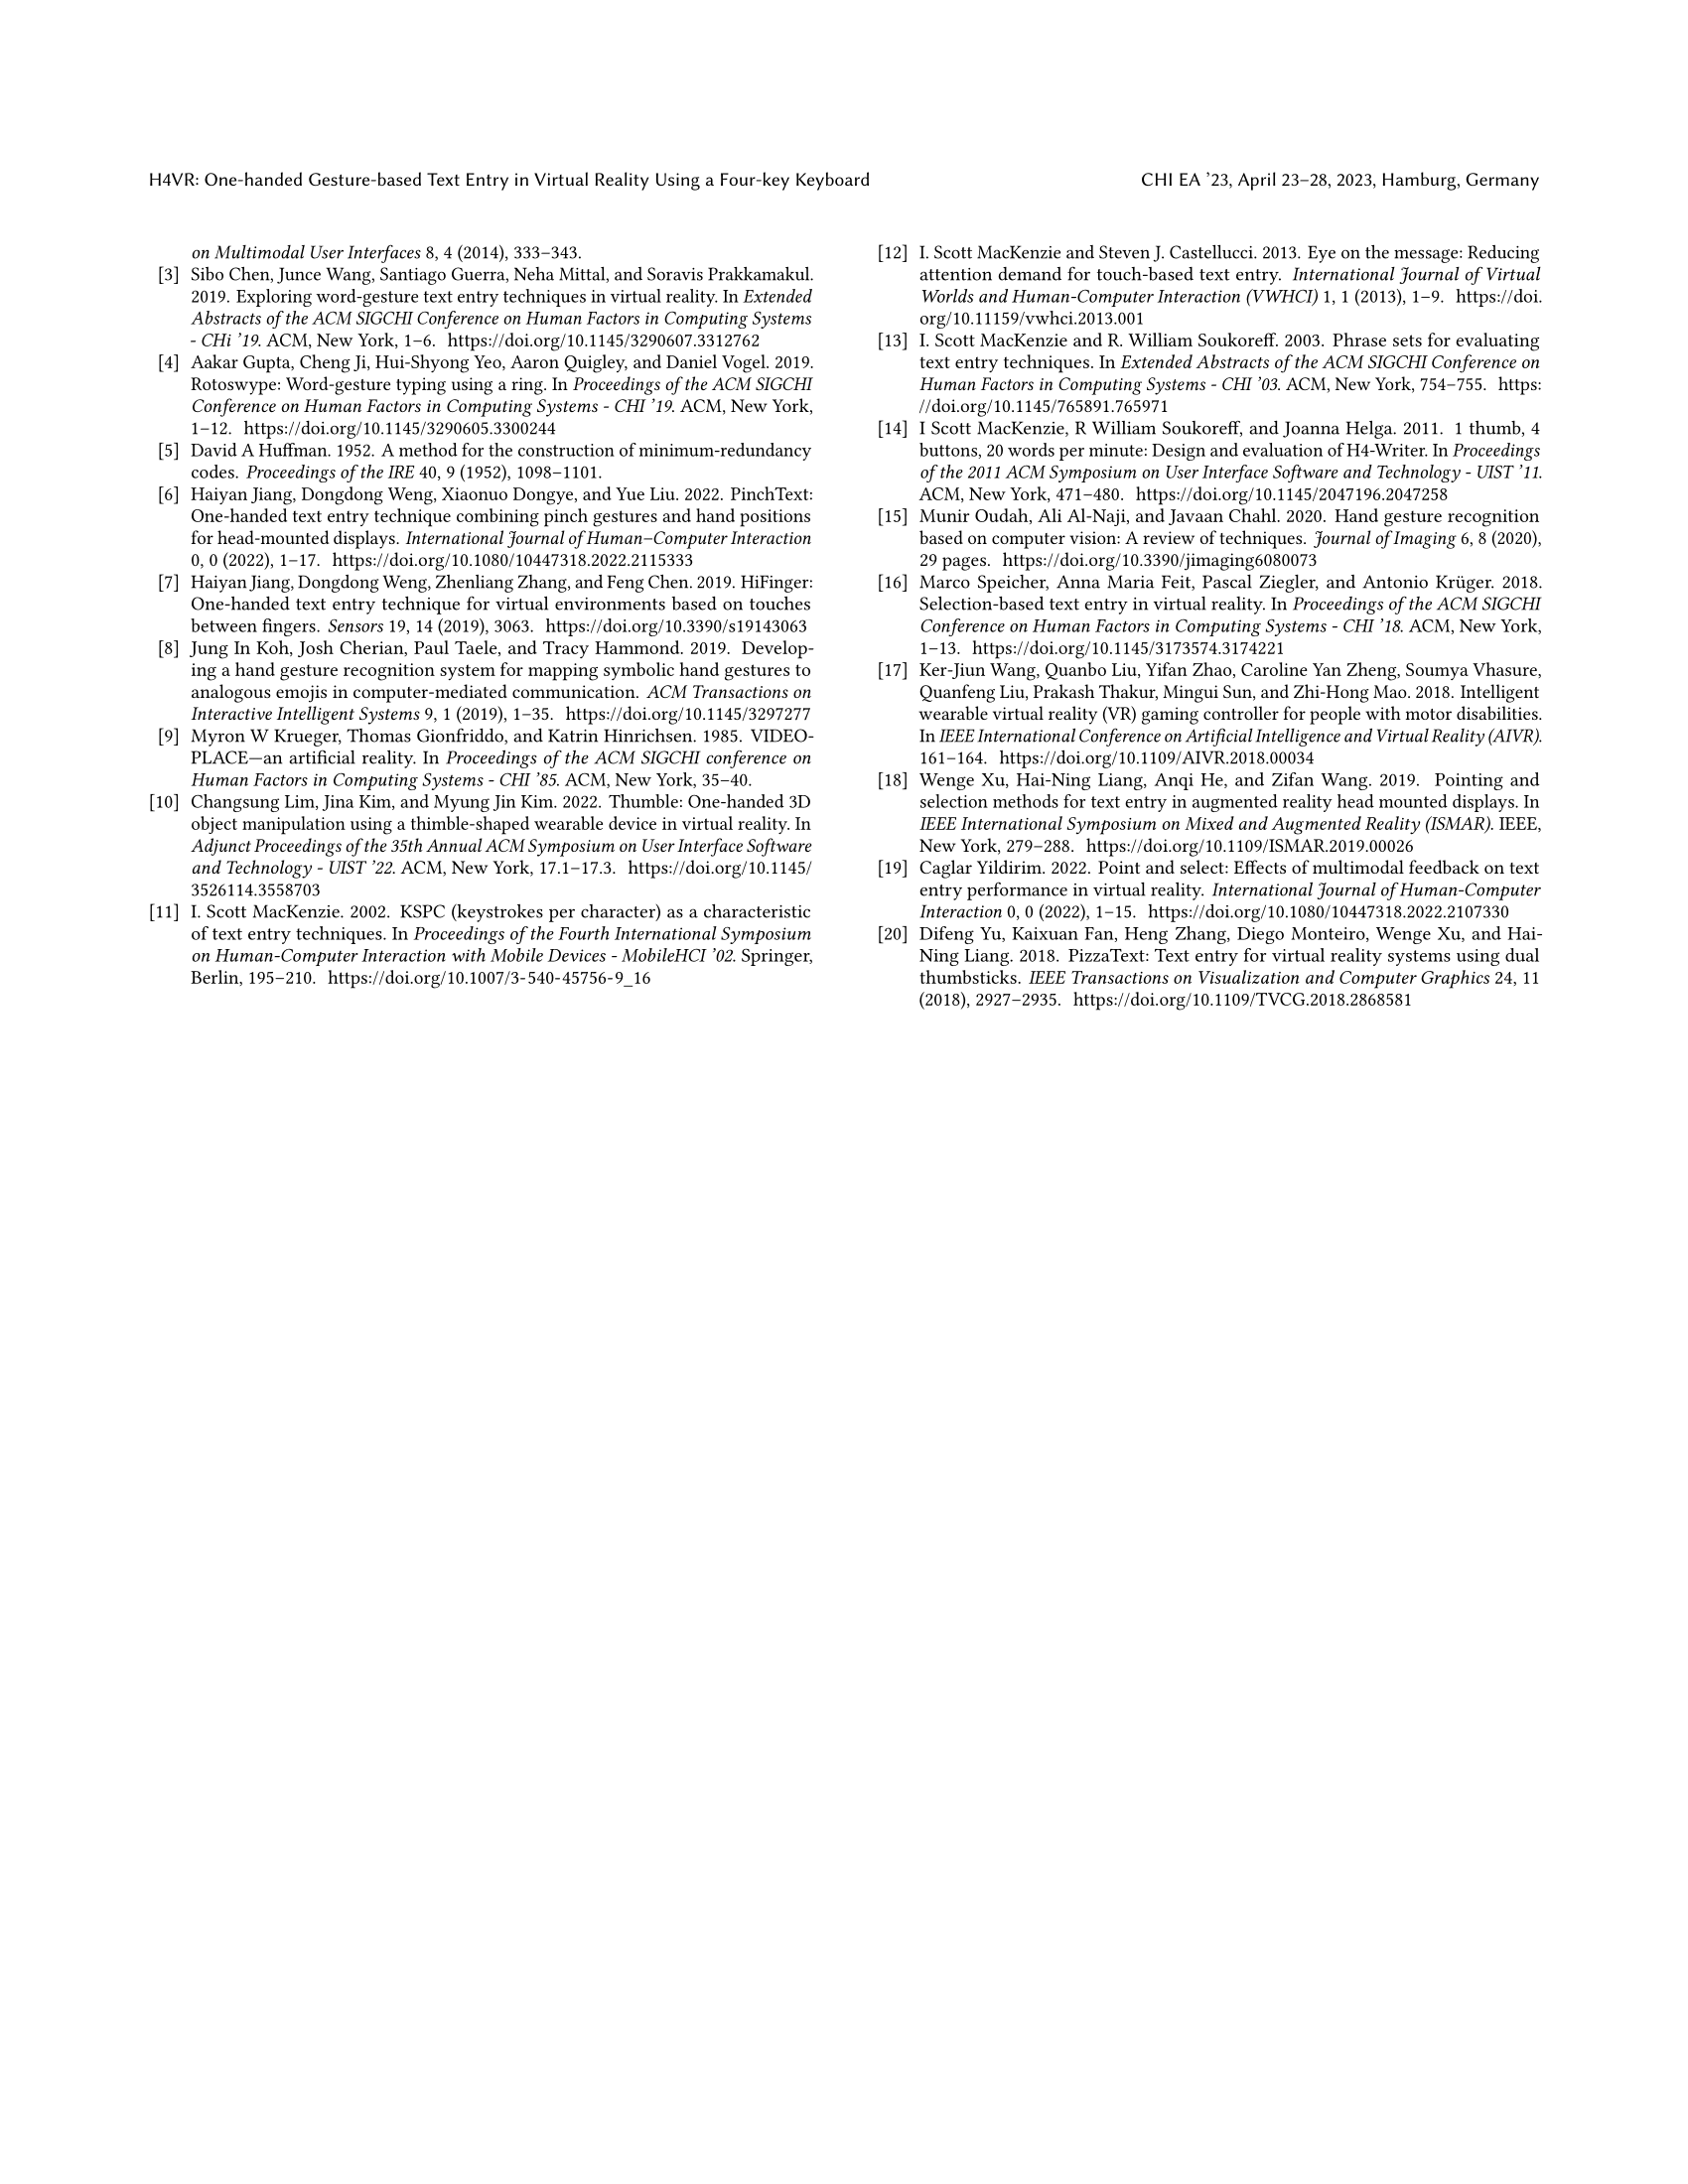 H4VR: One-handed Gesture-based Text Entry in Virtual Reality Using a Four-key Keyboard
CHI EA ’23, April 23–28, 2023, Hamburg, Germany
on Multimodal User Interfaces 8, 4 (2014), 333–343.
[3] Sibo Chen, Junce Wang, Santiago Guerra, Neha Mittal, and Soravis Prakkamakul.
2019. Exploring word-gesture text entry techniques in virtual reality. In Extended
Abstracts of the ACM SIGCHI Conference on Human Factors in Computing Systems
- CHi ’19. ACM, New York, 1–6. https://doi.org/10.1145/3290607.3312762
[4] Aakar Gupta, Cheng Ji, Hui-Shyong Yeo, Aaron Quigley, and Daniel Vogel. 2019.
Rotoswype: Word-gesture typing using a ring. In Proceedings of the ACM SIGCHI
Conference on Human Factors in Computing Systems - CHI ’19. ACM, New York,
1–12. https://doi.org/10.1145/3290605.3300244
[5] David A Huffman. 1952. A method for the construction of minimum-redundancy
codes. Proceedings of the IRE 40, 9 (1952), 1098–1101.
[6] Haiyan Jiang, Dongdong Weng, Xiaonuo Dongye, and Yue Liu. 2022. PinchText:
One-handed text entry technique combining pinch gestures and hand positions
for head-mounted displays. International Journal of Human–Computer Interaction
0, 0 (2022), 1–17. https://doi.org/10.1080/10447318.2022.2115333
[7] Haiyan Jiang, Dongdong Weng, Zhenliang Zhang, and Feng Chen. 2019. HiFinger:
One-handed text entry technique for virtual environments based on touches
between fingers. Sensors 19, 14 (2019), 3063. https://doi.org/10.3390/s19143063
[8] Jung In Koh, Josh Cherian, Paul Taele, and Tracy Hammond. 2019. Develop-
ing a hand gesture recognition system for mapping symbolic hand gestures to
analogous emojis in computer-mediated communication. ACM Transactions on
Interactive Intelligent Systems 9, 1 (2019), 1–35. https://doi.org/10.1145/3297277
[9] Myron W Krueger, Thomas Gionfriddo, and Katrin Hinrichsen. 1985. VIDEO-
PLACE—an artificial reality. In Proceedings of the ACM SIGCHI conference on
Human Factors in Computing Systems - CHI ’85. ACM, New York, 35–40.
[10] Changsung Lim, Jina Kim, and Myung Jin Kim. 2022. Thumble: One-handed 3D
object manipulation using a thimble-shaped wearable device in virtual reality. In
Adjunct Proceedings of the 35th Annual ACM Symposium on User Interface Software
and Technology - UIST ’22. ACM, New York, 17.1–17.3. https://doi.org/10.1145/
3526114.3558703
[11] I. Scott MacKenzie. 2002. KSPC (keystrokes per character) as a characteristic
of text entry techniques. In Proceedings of the Fourth International Symposium
on Human-Computer Interaction with Mobile Devices - MobileHCI ’02. Springer,
Berlin, 195–210. https://doi.org/10.1007/3-540-45756-9_16
[12] I. Scott MacKenzie and Steven J. Castellucci. 2013. Eye on the message: Reducing
attention demand for touch-based text entry. International Journal of Virtual
Worlds and Human-Computer Interaction (VWHCI) 1, 1 (2013), 1–9. https://doi.
org/10.11159/vwhci.2013.001
[13] I. Scott MacKenzie and R. William Soukoreff. 2003. Phrase sets for evaluating
text entry techniques. In Extended Abstracts of the ACM SIGCHI Conference on
Human Factors in Computing Systems - CHI ’03. ACM, New York, 754–755. https:
//doi.org/10.1145/765891.765971
[14] I Scott MacKenzie, R William Soukoreff, and Joanna Helga. 2011. 1 thumb, 4
buttons, 20 words per minute: Design and evaluation of H4-Writer. In Proceedings
of the 2011 ACM Symposium on User Interface Software and Technology - UIST ’11.
ACM, New York, 471–480. https://doi.org/10.1145/2047196.2047258
[15] Munir Oudah, Ali Al-Naji, and Javaan Chahl. 2020. Hand gesture recognition
based on computer vision: A review of techniques. Journal of Imaging 6, 8 (2020),
29 pages. https://doi.org/10.3390/jimaging6080073
[16] Marco Speicher, Anna Maria Feit, Pascal Ziegler, and Antonio Krüger. 2018.
Selection-based text entry in virtual reality. In Proceedings of the ACM SIGCHI
Conference on Human Factors in Computing Systems - CHI ’18. ACM, New York,
1–13. https://doi.org/10.1145/3173574.3174221
[17] Ker-Jiun Wang, Quanbo Liu, Yifan Zhao, Caroline Yan Zheng, Soumya Vhasure,
Quanfeng Liu, Prakash Thakur, Mingui Sun, and Zhi-Hong Mao. 2018. Intelligent
wearable virtual reality (VR) gaming controller for people with motor disabilities.
In IEEE International Conference on Artificial Intelligence and Virtual Reality (AIVR).
161–164. https://doi.org/10.1109/AIVR.2018.00034
[18] Wenge Xu, Hai-Ning Liang, Anqi He, and Zifan Wang. 2019. Pointing and
selection methods for text entry in augmented reality head mounted displays. In
IEEE International Symposium on Mixed and Augmented Reality (ISMAR). IEEE,
New York, 279–288. https://doi.org/10.1109/ISMAR.2019.00026
[19] Caglar Yildirim. 2022. Point and select: Effects of multimodal feedback on text
entry performance in virtual reality. International Journal of Human-Computer
Interaction 0, 0 (2022), 1–15. https://doi.org/10.1080/10447318.2022.2107330
[20] Difeng Yu, Kaixuan Fan, Heng Zhang, Diego Monteiro, Wenge Xu, and Hai-
Ning Liang. 2018. PizzaText: Text entry for virtual reality systems using dual
thumbsticks. IEEE Transactions on Visualization and Computer Graphics 24, 11
(2018), 2927–2935. https://doi.org/10.1109/TVCG.2018.2868581